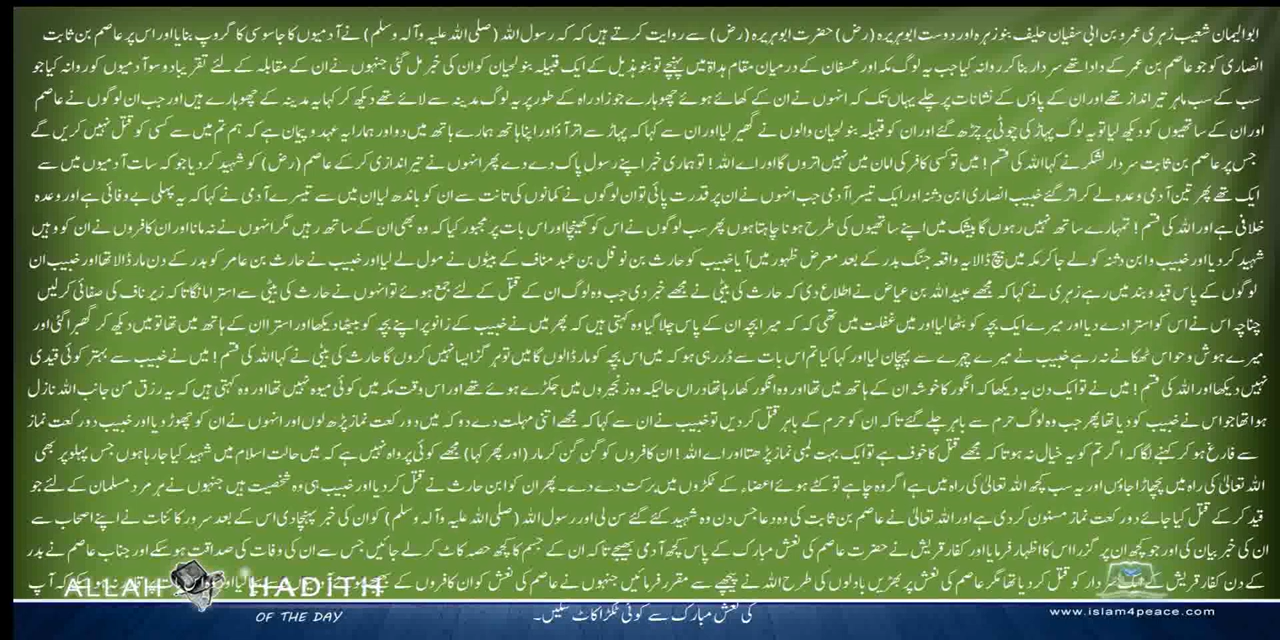 ابوالیمان شعیب زہری عمرو بن ابی سفیان حلیف بنو زہرہ اور دوست ابوہریرہ (رض) حضرت ابوہریرہ (رض) سے روایت کرتے ہیں کہ کہ رسول اللہ (صلی اللہ علیہ وآلہ وسلم) نے آدمیوں کا جاسوسی کا گروپ بنایا اور اس پر عاصم بن ثابت
انصاری کو جو عاصم بن عمر کے دادا تھے سردار بنا کر روانہ کیا جب یہ لوگ مکہ اور عسفان کے درمیان مقام ہداة میں پہنچے تو بنو ہذیل کے ایک قبیلہ بنو لحیان کو ان کی خبر مل گئی جنہوں نے ان کے مقابلہ کے لئے تقریبا دو سو آدمیوں کو روانہ کیا جو
سب کے سب ماہر تیر انداز تھے اور ان کے پاؤں کے نشانات پر چلے یہاں تک کہ انہوں نے ان کے کھائے ہوئے چھوہارے جو زاد راہ کے طور پر یہ لوگ مدینہ سے لائے تھے دیکھ کر کہا یہ مدینہ کے چھوہارے ہیں اور جب ان لوگوں نے عاصم
اور ان کے ساتھیوں کو دیکھ لیا تو یہ لوگ پہاڑ کی چوٹی پر چڑھ گئے اور ان کو قبیلہ بنو لحیان والوں نے گھیر لیا اور ان سے کہا کہ پہاڑ سے اتر آؤ اور اپنا ہاتھ ہمارے ہاتھ میں دو اور ہمارا یہ عہد و پیمان ہے کہ ہم تم میں سے کسی کو قتل نہیں کریں گے
جس پر عاصم بن ثابت سردار لشکر نے کہا اللہ کی قسم! میں تو کسی کافر کی امان میں نہیں اتروں گا اور اے اللہ! تو ہماری خبر اپنے رسول پاک دے دے پھر انہوں نے تیر اندازی کر کے عاصم (رض) کو شہید کر دیا جو کہ سات آدمیوں میں سے
ایک تھے پھر تین آدمی وعدہ لے کر اتر گئے خبیب انصاری ابن دثنہ اور ایک تیسرا آدمی جب انہوں نے ان پر قدرت پائی تو ان لوگوں نے کمانوں کی تانت سے ان کو باندھ لیا ان میں سے تیسرے آدمی نے کہا کہ یہ پہلی بے وفائی ہے اور وعدہ
خلافی ہے اور اللہ کی قسم! تمہارے ساتھ نہیں رہوں گا بیشک میں اپنے ساتھیوں کی طرح ہونا چاہتا ہوں پھر سب لوگوں نے اس کو کھینچا اور اس بات پر مجبور کیا کہ وہ بھی ان کے ساتھ رہیں مگر انہوں نے نہ مانا اور ان کافروں نے ان کو وہیں
شہید کر دیا اور خبیب و ابن دثنہ کو لے جا کر مکہ میں بیچ ڈالا یہ واقعہ جنگ بدر کے بعد معرض ظہور میں آیا خبیب کو حارث بن نوفل بن عبد مناف کے بیٹوں نے مول لے لیا اور خبیب نے حارث بن عامر کو بدر کے دن مار ڈالا تھا اور خبیب ان
لوگوں کے پاس قید و بند میں رہے زہری نے کہا کہ مجھے عبید اللہ بن عیاض نے اطلاع دی کہ حارث کی بیٹی نے مجھے خبر دی جب وہ لوگ ان کے قتل کے لئے جمع ہوئے تو انہوں نے حارث کی بیٹی سے استرا مانگا تاکہ زیر ناف کی صفائی کر لیں
چناچہ اس نے اس کو استرا دے دیا اور میرے ایک بچہ کو بٹھا لیا اور میں غفلت میں تھی کہ کہ میرا بچہ ان کے پاس چلا گیا وہ کہتی ہیں کہ پھر میں نے خبیب کے زانو پر اپنے بچہ کو بیٹھا دیکھا اور استرا ان کے ہاتھ میں تھا تو میں دیکھ کر گھبرا گئی اور
میرے ہوش و حواس ٹھکانے نہ رہے خبیب نے میرے چہرے سے پہچان لیا اور کہا کیا تم اس بات سے ڈر رہی ہو کہ میں اس بچہ کو مار ڈالوں گا میں تو ہرگز ایسا نہیں کروں گا حارث کی بیٹی نے کہا اللہ کی قسم! میں نے خبیب سے بہتر کوئی قیدی
نہیں دیکھا اور اللہ کی قسم! میں نے تو ایک دن یہ دیکھا کہ انگور کا خوشہ ان کے ہاتھ میں تھا اور وہ انگور کھا رہا تھا دراں حالیکہ وہ زنجیروں میں جکڑے ہوئے تھے اور اس وقت مکہ میں کوئی میوہ نہیں تھا اور وہ کہتی ہیں کہ یہ رزق من جانب اللہ نازل
ہوا تھا جو اس نے خبیب کو دیا تھا پھر جب وہ لوگ حرم سے باہر چلے گئے تاکہ ان کو حرم کے باہر قتل کر دیں تو خبیب نے ان سے کہا کہ مجھے اتنی مہلت دے دو کہ میں دو رکعت نماز پڑھ لوں اور انہوں نے ان کو چھوڑ دیا اور خبیب دو رکعت نماز
سے فارغ ہو کر کہنے لگا کہ اگر تم کو یہ خیال نہ ہوتا کہ مجھے قتل کا خوف ہے تو ایک بہت لمبی نماز پڑھتا اور اے اللہ! ان کافروں کو گن گن کر مار (اور پھر کہا) مجھے کوئی پرواہ نہیں ہے کہ میں حالت اسلام میں شہید کیا جا رہا ہوں جس پہلو پر بھی
اللہ تعالیٰ کی راہ میں پچھاڑا جاؤں اور یہ سب کچھ اللہ تعالیٰ کی راہ میں ہے اگر وہ چاہے تو کٹے ہوئے اعضاء کے ٹکڑوں میں برکت دے دے۔ پھر ان کو ابن حارث نے قتل کر دیا اور خبیب ہی وہ شخصیت ہیں جنہوں نے ہر مرد مسلمان کے لئے جو
قید کر کے قتل کیا جائے دو رکعت نماز مسنون کر دی ہے اور اللہ تعالیٰ نے عاصم بن ثابت کی وہ دعا جس دن وہ شہید کئے گئے سن لی اور رسول اللہ (صلی اللہ علیہ وآلہ وسلم) کو ان کی خبر پہنچا دی اس کے بعد سرور کائنات نے اپنے اصحاب سے
ان کی خبر بیان کی اور جو کچھ ان پر گزرا اس کا اظہار فرمایا اور کفار قریش نے حضرت عاصم کی نعش مبارک کے پاس کچھ آدمی بھیجے تاکہ ان کے جسم کا کچھ حصہ کاٹ کر لے جائیں جس سے ان کی وفات کی صداقت ہو سکے اور جناب عاصم نے بدر
کے دن کفار قریش کے سردار کو قتل کر دیا تھا مگر عاصم کی نعش پر بھڑیں بادلوں کی طرح اللہ نے پیچھے سے مقرر فرمائیں جنہوں نے عاصم کی نعش کو ان کافروں کے کہ آپ
کی نعش مبارک سے کوئی ٹکڑا کاٹ سکیں۔
ALLAH HADITH
OF THE DAY
www.islam4peace.com